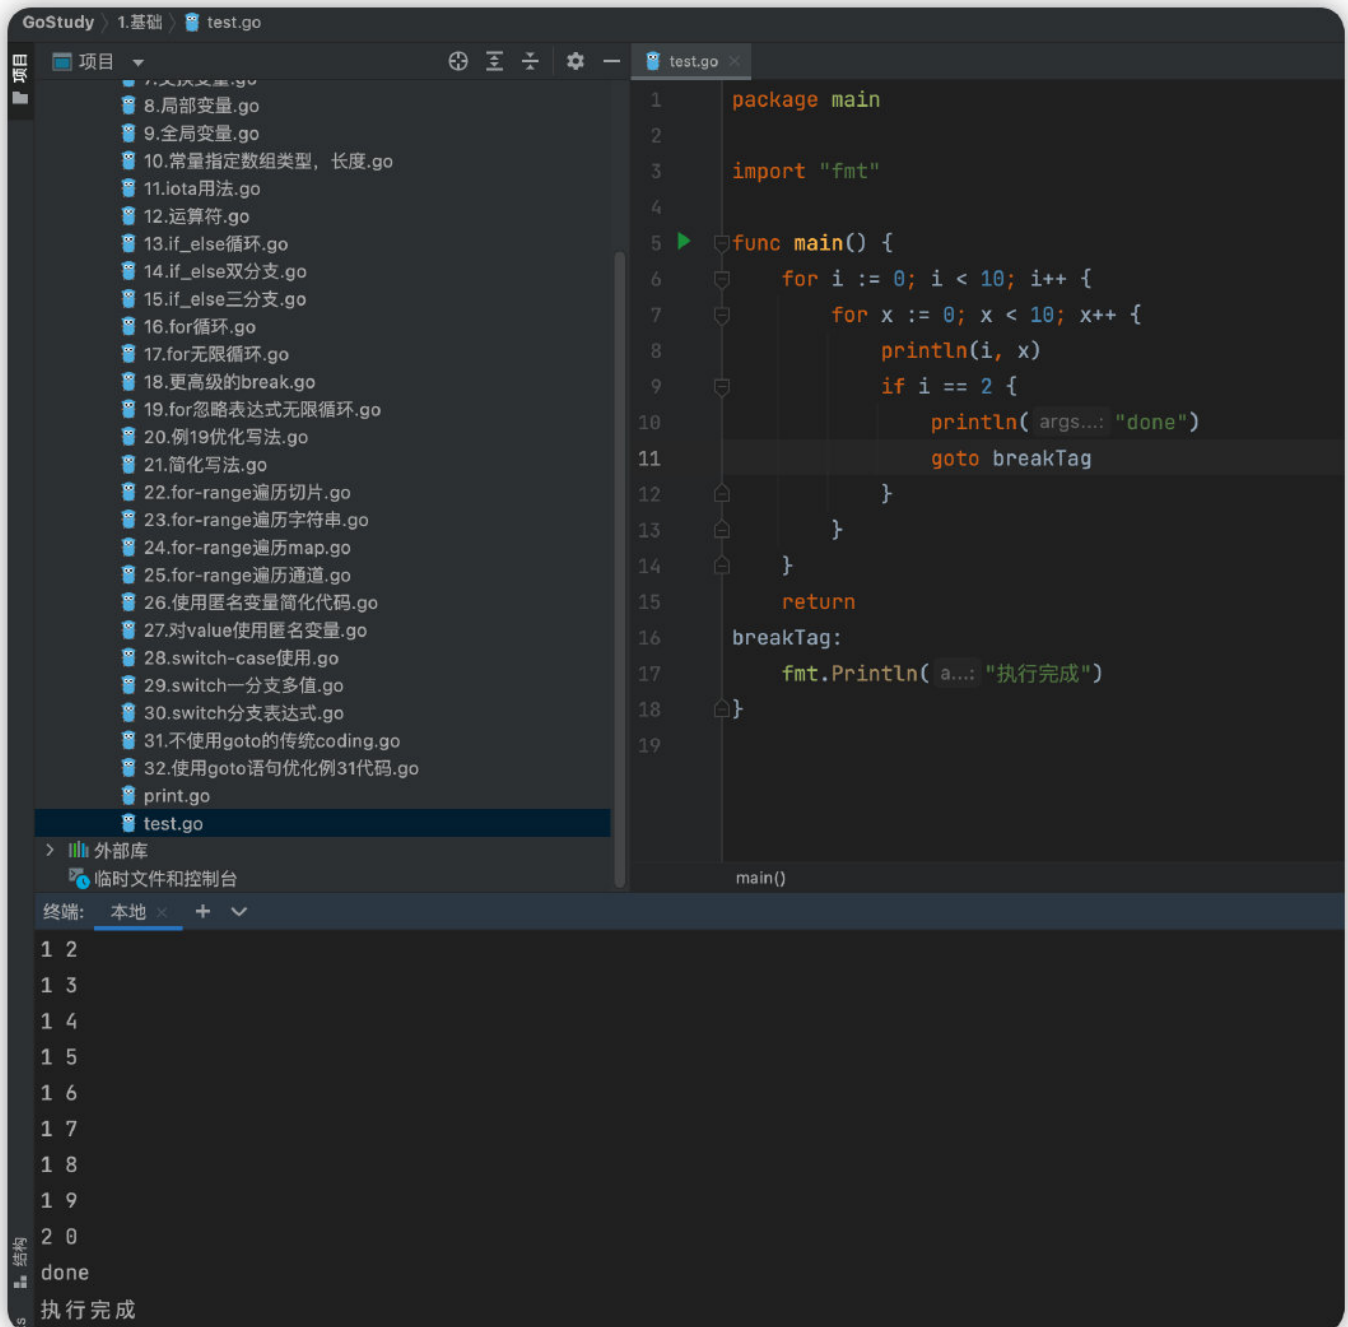 GoStudy 1.基础 test.go
项目
项目
8.局部变量.go
9.全局变量.go
10.常量指定数组类型，长度.go
11.iota用法.go
12.运算符.go
13.if_else循环.go
14.if_else双分支.go
15.if_else三分支.go
16.for循环.go
17.for无限循环.go
18.更高级的break.go
19.for忽略表达式无限循环.go
20.例19优化写法.go
21.简化写法.go
22.for-range遍历切片.go
23.for-range遍历字符串.go
24.for-range遍历map.go
25.for-range遍历通道.go
26.使用匿名变量简化代码.go
27.对value使用匿名变量.go
28.switch-case使用.go
29.switch一分支多值.go
30.switch分支表达式.go
31.不使用goto的传统coding.go
32.使用goto语句优化例31代码.go
print.go
test.go
外部库
临时文件和控制台
test.go
1 package main
2
3 import "fmt"
4
5 func main() {
6 for i := 0; i < 10; i++ {
7 for x := 0; x < 10; x++ {
8 println(i, x)
9 if i == 2 {
10 println( args...: "done")
11 goto breakTag
12 }
13 }
14 }
15 return
16 breakTag:
17 fmt.Println( a...: "执行完成")
18 }
19
main()
终端: 本地
1 2
1 3
1 4
1 5
1 6
1 7
1 8
1 9
2 0
done
执行完成
结构